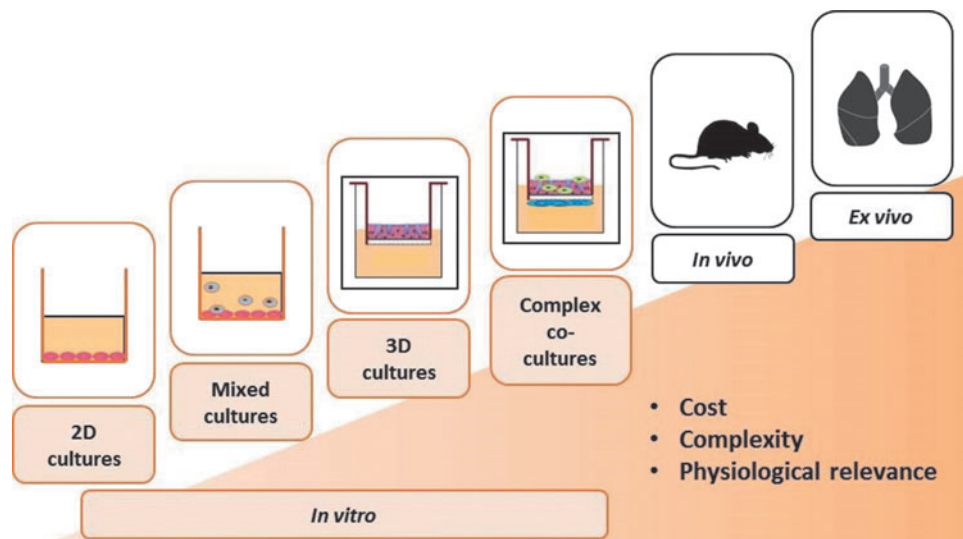 2D
cultures
Mixed
cultures
3D
cultures
Complex
co-
cultures
In vivo
Ex vivo
• Cost
• Complexity
• Physiological relevance
In vitro